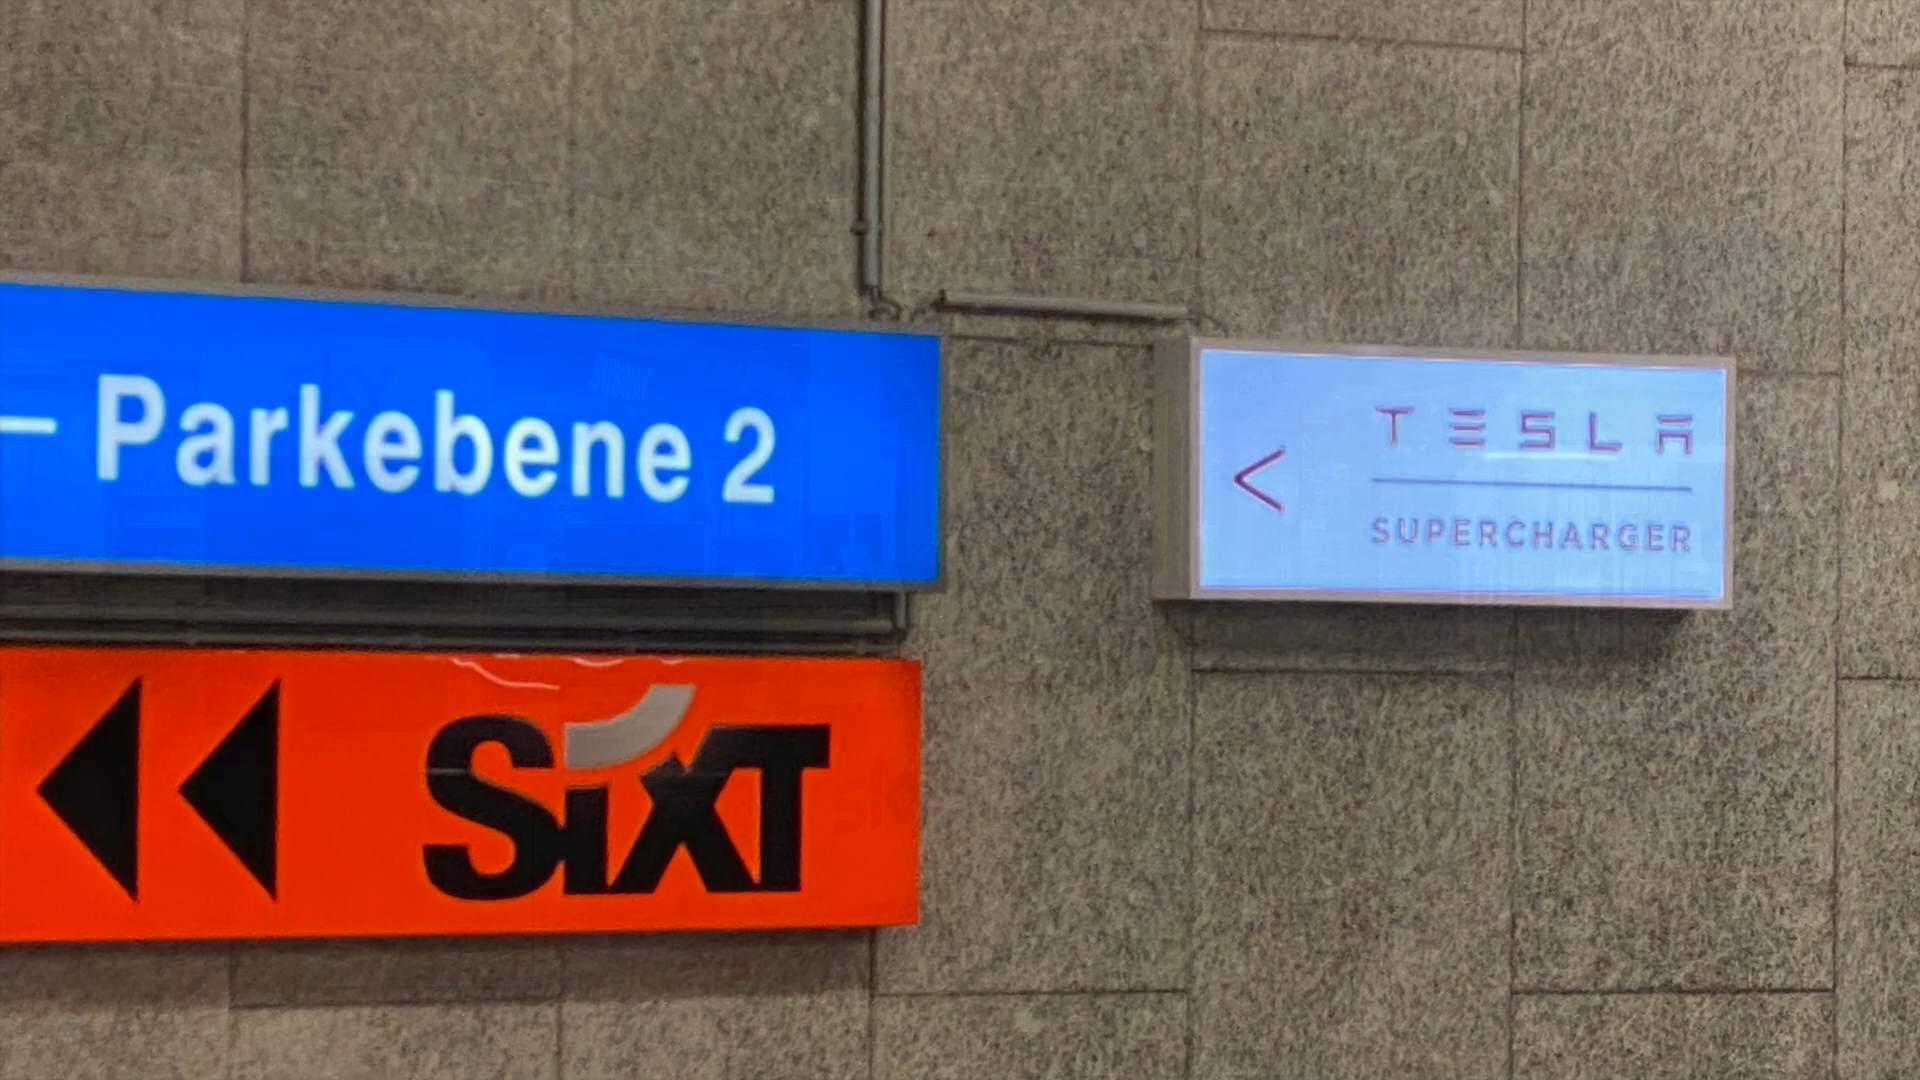 – Parkebene 2
SIXT
TESLA
SUPERCHARGER